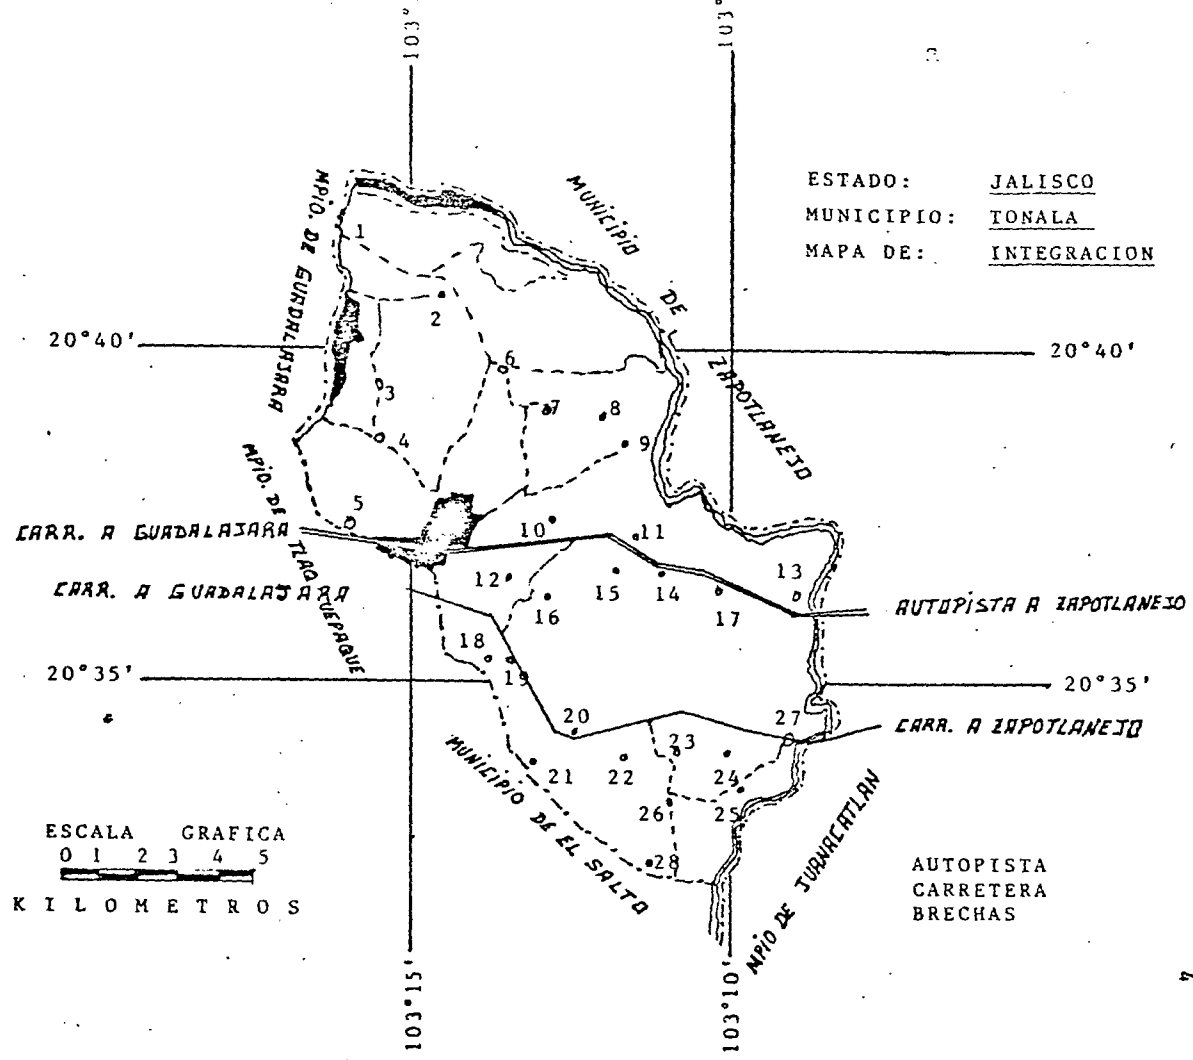 103°
103°
ESTADO: JALISCO
MUNICIPIO: TONALA
MAPA DE: INTEGRACION
MPIO. DE GUADALAJARA
MUNICIPIO DE ZAPOTLANEJO
1
2
20°40'
20°40'
3
6
7
8
4
9
MPIO. DE TLAQUEPAQUE
5
10
11
CARR. A GUADALAJARA
12
13
15
14
CARR. A GUADALAJARA
16
17
AUTOPISTA A ZAPOTLANEJO
18
19
20°35'
20°35'
20
27
CARR. A ZAPOTLANEJO
23
21
22
24
26
25
28
MUNICIPIO DE EL SALTO
MPIO DE JUANACATLAN
ESCALA GRAFICA
0 1 2 3 4 5
KILOMETROS
AUTOPISTA
CARRETERA
BRECHAS
103°15'
103°10'